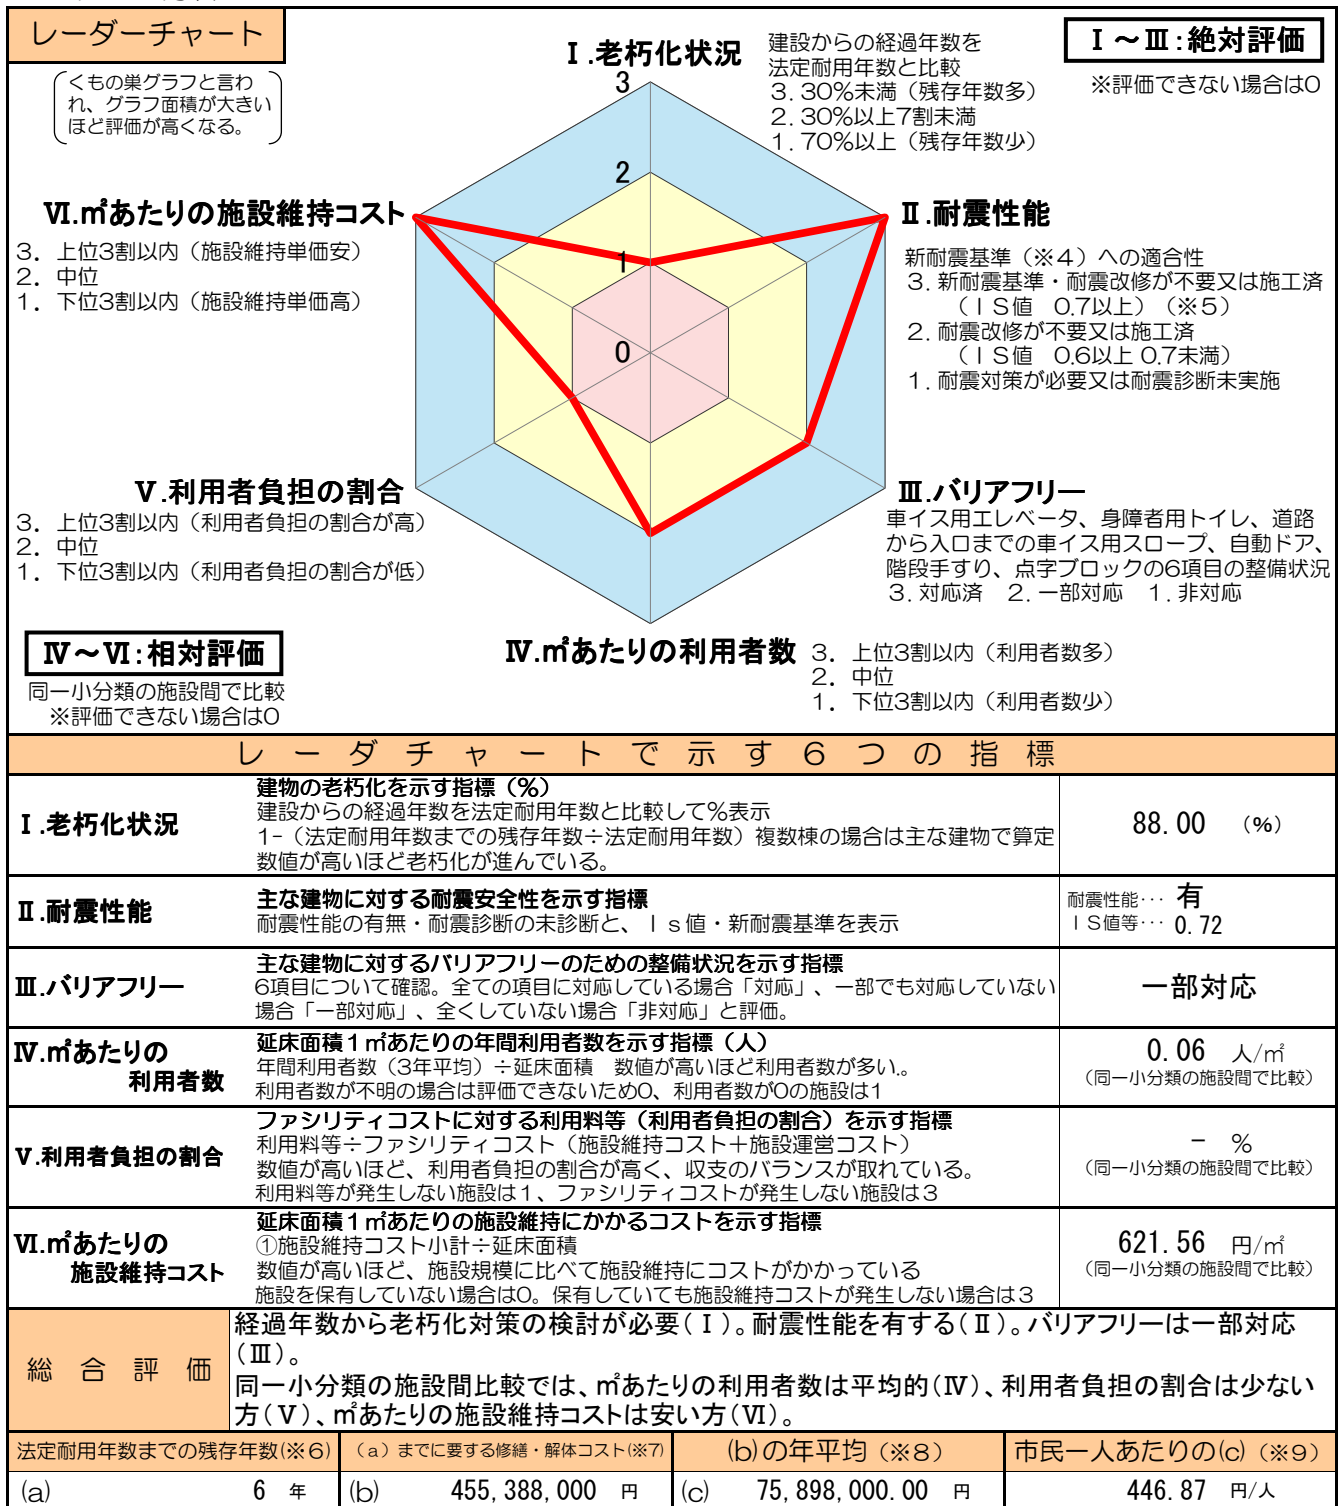 レーダーチャート
くもの巣グラフと言わ
れ、グラフ面積が大きい
ほど評価が高くなる。
Ⅰ.老朽化状況
建設からの経過年数を
法定耐用年数と比較
3. 30%未満（残存年数多）
2. 30%以上7割未満
1. 70%以上（残存年数少）
Ⅰ～Ⅲ:絶対評価
※評価できない場合は0
3
2
1
0
Ⅵ.㎡あたりの施設維持コスト
3. 上位3割以内（施設維持単価安）
2. 中位
1. 下位3割以内（施設維持単価高）
Ⅱ.耐震性能
新耐震基準（※4）への適合性
3. 新耐震基準・耐震改修が不要又は施工済
（IS値 0.7以上）（※5）
2. 耐震改修が不要又は施工済
（IS値 0.6以上 0.7未満）
1. 耐震対策が必要又は耐震診断未実施
Ⅴ.利用者負担の割合
3. 上位3割以内（利用者負担の割合が高）
2. 中位
1. 下位3割以内（利用者負担の割合が低）
Ⅲ.バリアフリー
車イス用エレベータ、身障者用トイレ、道路
から入口までの車イス用スロープ、自動ドア、
階段手すり、点字ブロックの6項目の整備状況
3. 対応済 2. 一部対応 1. 非対応
Ⅳ～Ⅵ:相対評価
同一小分類の施設間で比較
※評価できない場合は0
Ⅳ.㎡あたりの利用者数
3. 上位3割以内（利用者数多）
2. 中位
1. 下位3割以内（利用者数少）
レーダチャートで示す6つの指標
Ⅰ.老朽化状況
建物の老朽化を示す指標（%）
建設からの経過年数を法定耐用年数と比較して%表示
1-（法定耐用年数までの残存年数÷法定耐用年数）複数棟の場合は主な建物で算定
数値が高いほど老朽化が進んでいる。
88.00 （%）
Ⅱ.耐震性能
主な建物に対する耐震安全性を示す指標
耐震性能の有無・耐震診断の未診断と、Is値・新耐震基準を表示
耐震性能… 有
IS値等… 0.72
Ⅲ.バリアフリー
主な建物に対するバリアフリーのための整備状況を示す指標
6項目について確認。全ての項目に対応している場合「対応」、一部でも対応していない
場合「一部対応」、全くしていない場合「非対応」と評価。
一部対応
Ⅳ.㎡あたりの
利用者数
延床面積1㎡あたりの年間利用者数を示す指標（人）
年間利用者数（3年平均）÷延床面積 数値が高いほど利用者数が多い。
利用者数が不明の場合は評価できないため0、利用者数が0の施設は1
0.06 人/㎡
（同一小分類の施設間で比較）
Ⅴ.利用者負担の割合
ファシリティコストに対する利用料等（利用者負担の割合）を示す指標
利用料等÷ファシリティコスト（施設維持コスト＋施設運営コスト）
数値が高いほど、利用者負担の割合が高く、収支のバランスが取れている。
利用料等が発生しない施設は1、ファシリティコストが発生しない施設は3
－ %
（同一小分類の施設間で比較）
Ⅵ.㎡あたりの
施設維持コスト
延床面積1㎡あたりの施設維持にかかるコストを示す指標
①施設維持コスト小計÷延床面積
数値が高いほど、施設規模に比べて施設維持にコストがかかっている
施設を保有していない場合は0。保有していても施設維持コストが発生しない場合は3
621.56 円/㎡
（同一小分類の施設間で比較）
総合評価
経過年数から老朽化対策の検討が必要(Ⅰ)。耐震性能を有する(Ⅱ)。バリアフリーは一部対応
(Ⅲ)。
同一小分類の施設間比較では、㎡あたりの利用者数は平均的(Ⅳ)、利用者負担の割合は少ない
方(Ⅴ)、㎡あたりの施設維持コストは安い方(Ⅵ)。
法定耐用年数までの残存年数(※6)
（a）までに要する修繕・解体コスト(※7)
(b)の年平均（※8）
市民一人あたりの(c)（※9）
(a) 6 年
(b) 455,388,000 円
(c) 75,898,000.00 円
446.87 円/人